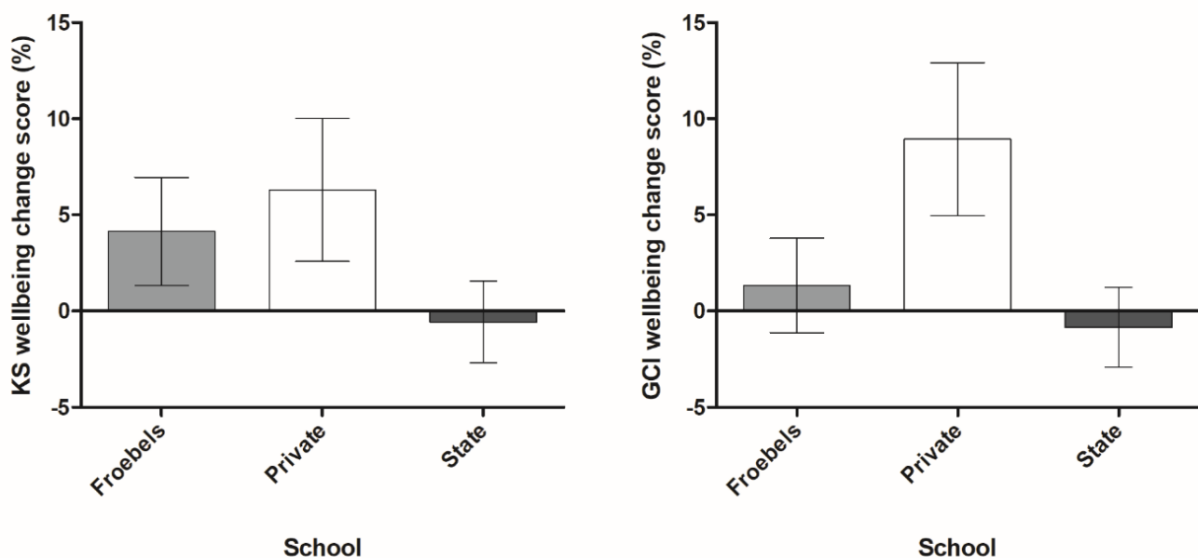 KS wellbeing change score (%)
15
10
5
0
-5
Froebels
Private
State
School
GCI wellbeing change score (%)
15
10
5
0
-5
Froebels
Private
State
School